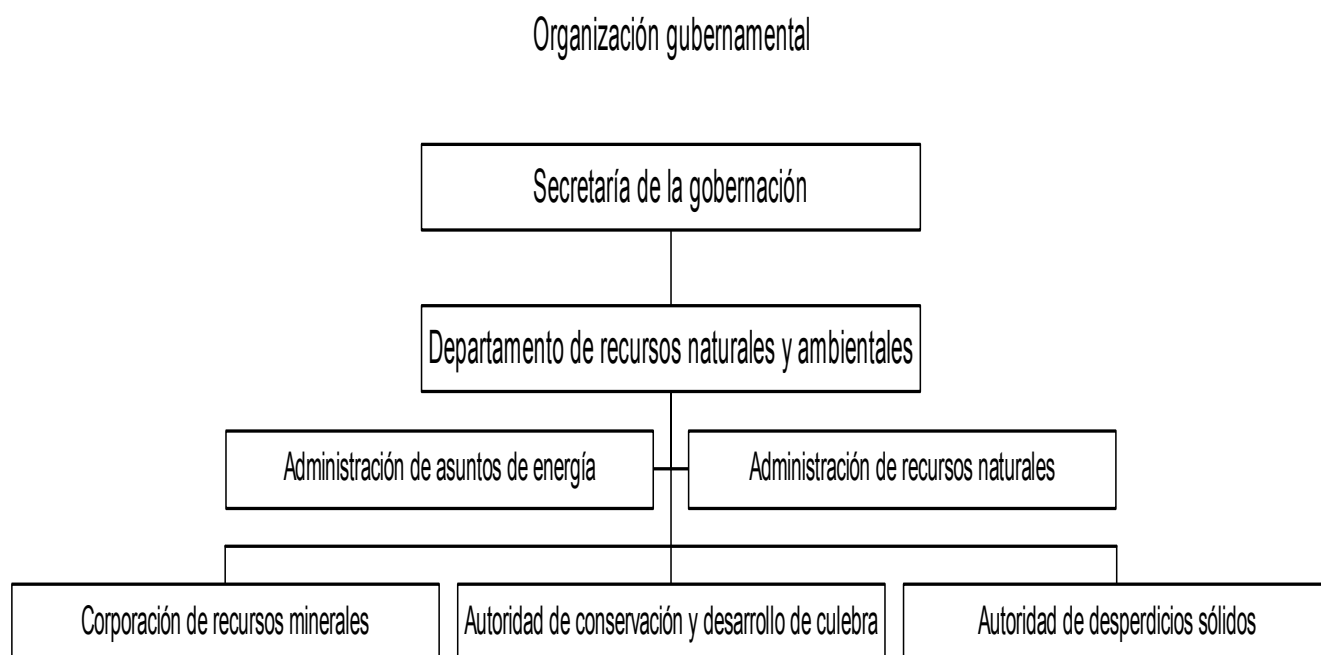 Organización gubernamental
Secretaría de la gobernación
Departamento de recursos naturales y ambientales
Administración de asuntos de energía
Administración de recursos naturales
Corporación de recursos minerales
Autoridad de conservación y desarrollo de culebra
Autoridad de desperdicios sólidos